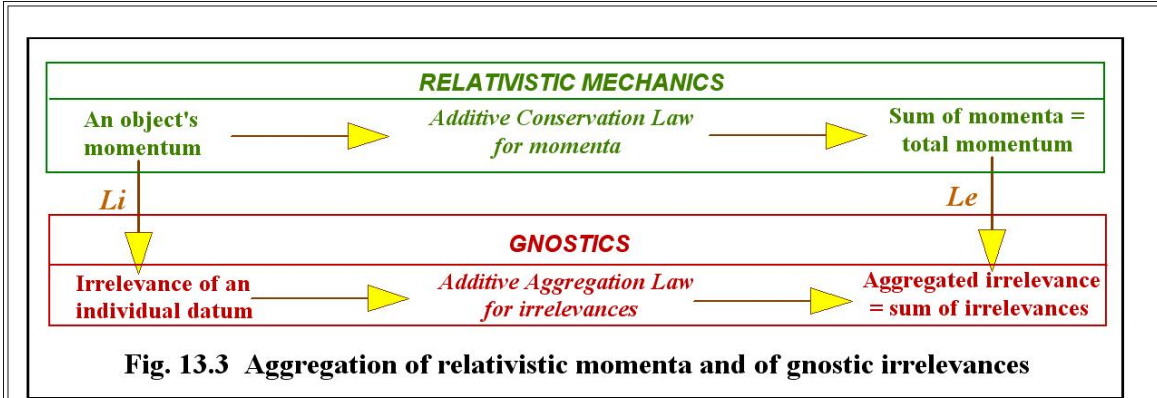 RELATIVISTIC MECHANICS
An object's
momentum
Additive Conservation Law
for momenta
Sum of momenta =
total momentum
Li
Le
GNOSTICS
Irrelevance of an
individual datum
Additive Aggregation Law
for irrelevances
Aggregated irrelevance
= sum of irrelevances
Fig. 13.3 Aggregation of relativistic momenta and of gnostic irrelevances